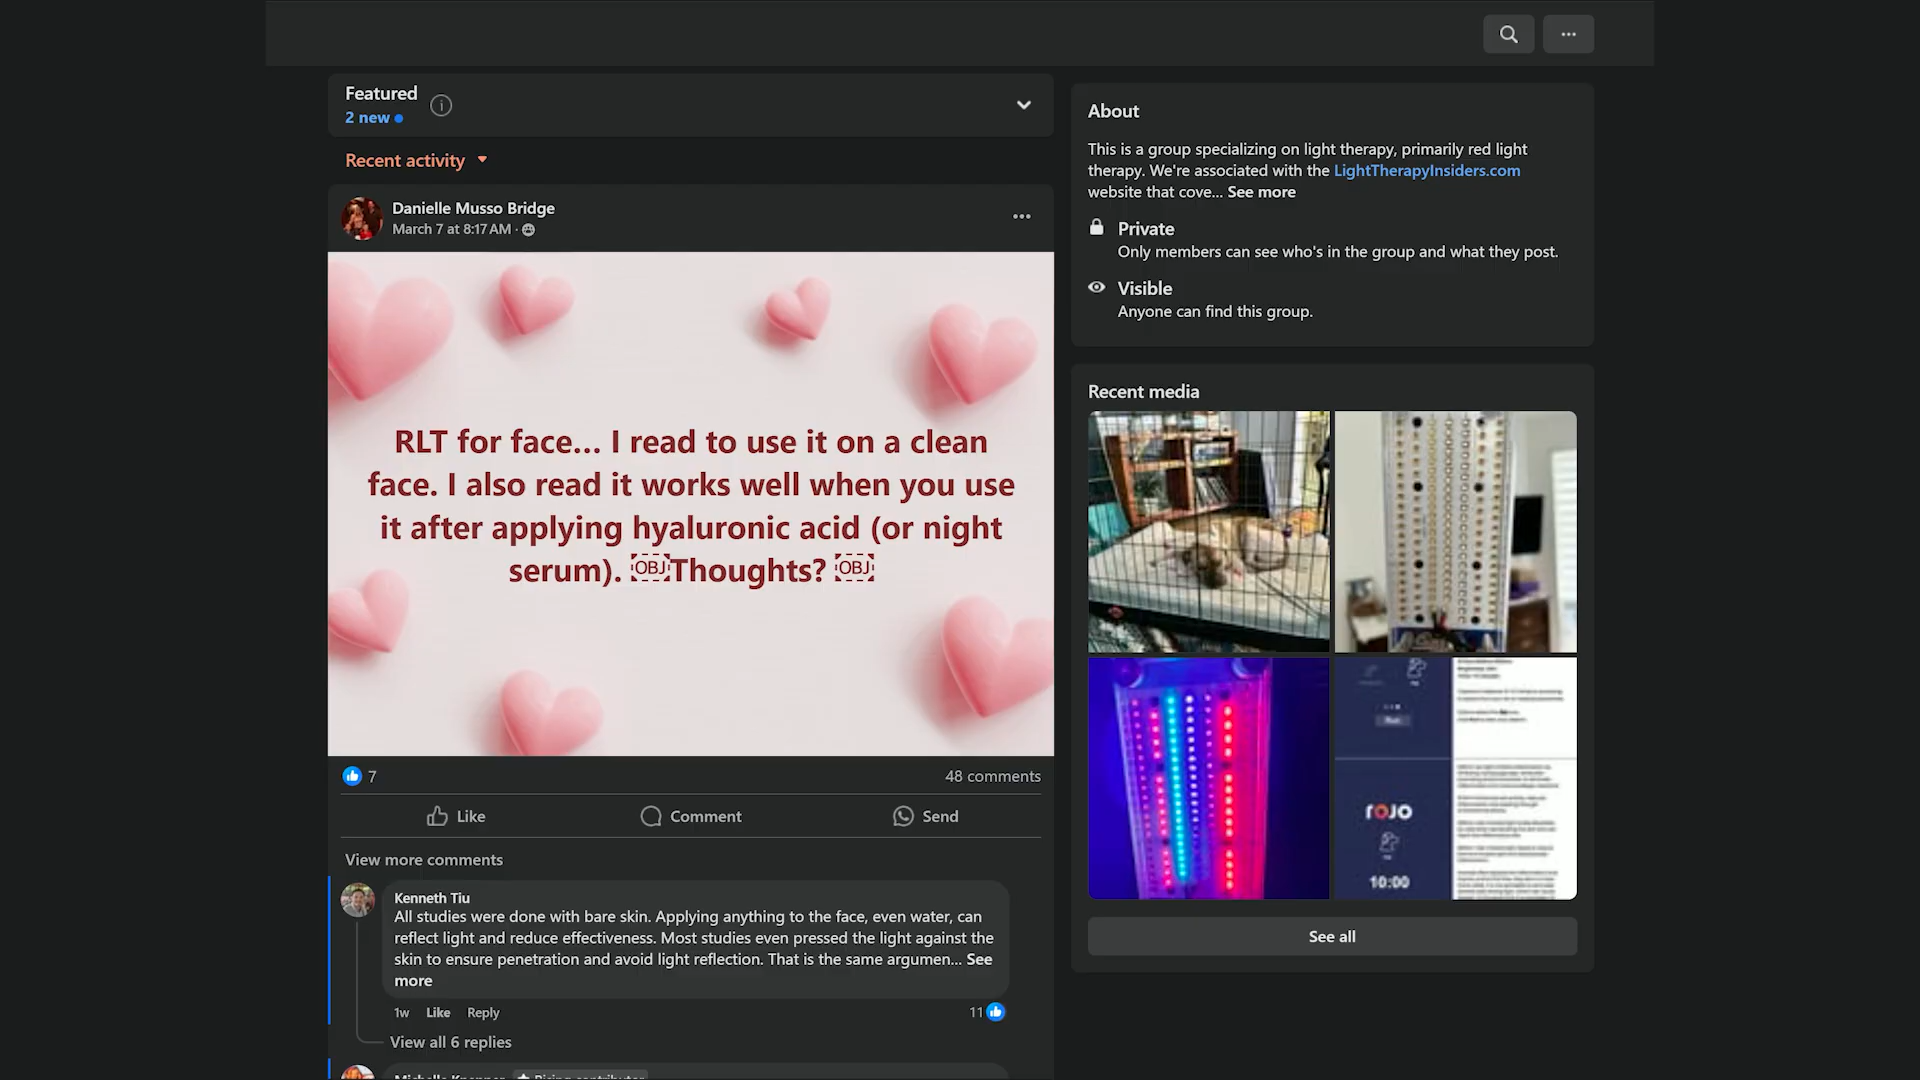 Featured
2 new
Recent activity
Danielle Musso Bridge
March 7 at 8:17 AM ·
RLT for face... I read to use it on a clean
face. I also read it works well when you use
it after applying hyaluronic acid (or night
serum). OBJThoughts? OBJ
7
48 comments
Like
Comment
Send
View more comments
Kenneth Tiu
All studies were done with bare skin. Applying anything to the face, even water, can
reflect light and reduce effectiveness. Most studies even pressed the light against the
skin to ensure penetration and avoid light reflection. That is the same argumen... See
more
1w Like Reply
11
View all 6 replies
About
This is a group specializing on light therapy, primarily red light
therapy. We're associated with the LightTherapyInsiders.com
website that cove... See more
Private
Only members can see who's in the group and what they post.
Visible
Anyone can find this group.
Recent media
rojo
10:00
See all